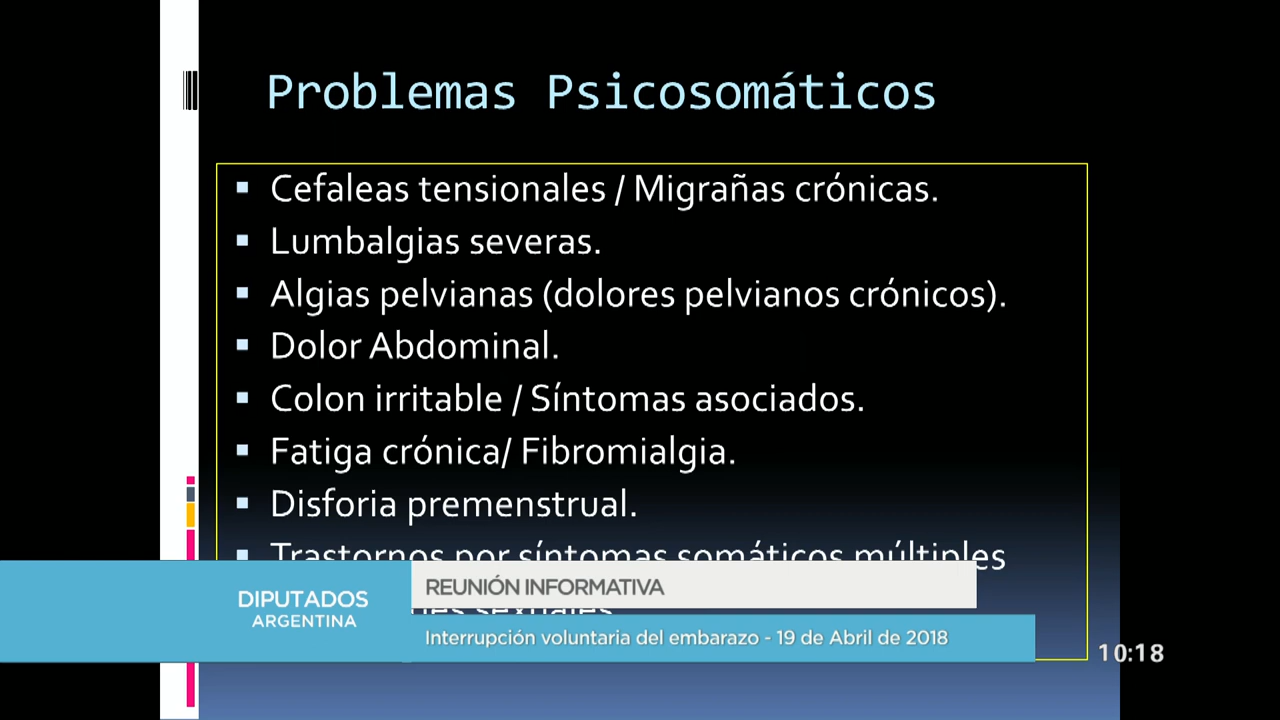 Problemas Psicosomáticos
▪ Cefaleas tensionales / Migrañas crónicas.
▪ Lumbalgias severas.
▪ Algias pelvianas (dolores pelvianos crónicos).
▪ Dolor Abdominal.
▪ Colon irritable / Síntomas asociados.
▪ Fatiga crónica/ Fibromialgia.
▪ Disforia premenstrual.
▪ Trastornos por síntomas somáticos múltiples
sexuales.
DIPUTADOS
ARGENTINA
REUNIÓN INFORMATIVA
Interrupción voluntaria del embarazo - 19 de Abril de 2018
10:18